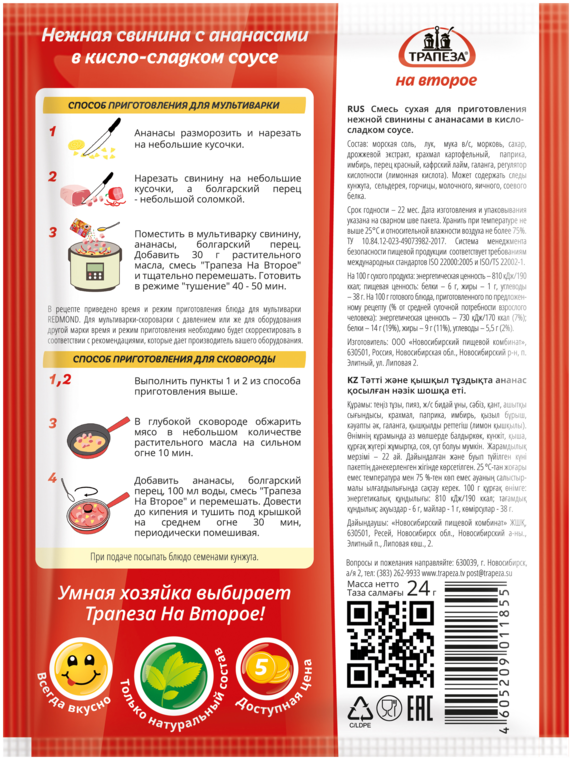 Нежная свинина с ананасами
в кисло-сладком соусе
СПОСОБ ПРИГОТОВЛЕНИЯ ДЛЯ МУЛЬТИВАРКИ
1
Ананасы разморозить и нарезать
на небольшие кусочки.
2
Нарезать свинину на небольшие
кусочки, а болгарский перец
- небольшой соломкой.
3
Поместить в мультиварку свинину,
ананасы, болгарский перец.
Добавить 30 г растительного
масла, смесь "Трапеза На Второе"
и тщательно перемешать. Готовить
в режиме "тушение" 40 - 50 мин.
В рецепте приведено время и режим приготовления блюда для мультиварки
REDMOND. Для мультиварки-скороварки с давлением или же для оборудования
другой марки время и режим приготовления необходимо будет скорректировать в
соответствии с рекомендациями, которые дает производитель вашего оборудования.
СПОСОБ ПРИГОТОВЛЕНИЯ ДЛЯ СКОВОРОДЫ
1,2
Выполнить пункты 1 и 2 из способа
приготовления выше.
3
В глубокой сковороде обжарить
мясо в небольшом количестве
растительного масла на сильном
огне 10 мин.
4
Добавить ананасы, болгарский
перец, 100 мл воды, смесь "Трапеза
На Второе" и перемешать. Довести
до кипения и тушить под крышкой
на среднем огне 30 мин,
периодически помешивая.
При подаче посыпать блюдо семенами кунжута.
Умная хозяйка выбирает
Трапеза На Второе!
Всегда вкусно
Только натуральный состав
5
Доступная цена
ТРАПЕЗА®
на второе
RUS Смесь сухая для приготовления
нежной свинины с ананасами в кисло-
сладком соусе.
Состав: морская соль, лук, мука в/с, морковь, сахар,
дрожжевой экстракт, крахмал картофельный, паприка,
имбирь, перец красный, кафрский лайм, галанга, регулятор
кислотности (лимонная кислота). Может содержать следы
кунжута, сельдерея, горчицы, молочного, яичного, соевого
белка.
Срок годности – 22 мес. Дата изготовления и упаковывания
указана на сварном шве пакета. Хранить при температуре не
выше 25°С и относительной влажности воздуха не более 75%.
ТУ 10.84.12-023-49073982-2017. Система менеджмента
безопасности пищевой продукции соответствует требованиям
международных стандартов ISO 22000:2005 и ISO/TS 22002-1.
На 100 г сухого продукта: энергетическая ценность – 810 кДж/190
ккал; пищевая ценность: белки – 6 г, жиры – 1 г, углеводы
– 38 г. На 100 г готового блюда, приготовленного по предложен-
ному рецепту (% от средней суточной потребности взрослого
человека): энергетическая ценность – 730 кДж/170 ккал (7%);
белки – 14 г (19%), жиры – 9 г (11%), углеводы – 5,5 г (2%).
Изготовитель: ООО «Новосибирский пищевой комбинат»,
630501, Россия, Новосибирская обл., Новосибирский р-н, п.
Элитный, ул. Липовая 2.
KZ Тәтті және қышқыл тұздықта ананас
қосылған нәзік шошқа еті.
Құрамы: теңіз тұзы, пияз, ж/с бидай ұны, сәбіз, қант, ашытқы
сығындысы, крахмал, паприка, имбирь, қызыл бұрыш,
кәуапты әк, галанга, қышқылды реттегіш (лимон қышқылы).
Өнімнің құрамында аз мөлшерде балдыркөк, күнжіт, қыша,
құрғақ жүгері жұмыртқа, соя, сүт болуы мүмкін. Жарамдылық
мерзімі – 22 ай. Дайындалған және буып түйілген күні
пакеттің дәнекерленген жігінде көрсетілген. 25 °С-тан жоғары
емес температура мен 75 %-тен көп емес ауаның салыстыр-
малы ылғалдылығында сақтау керек. 100 г құрғақ өнімге:
энергетикалық құндылығы: 810 кДж/190 ккал; тағамдық
құндылық: ақуыздар - 6 г, майлар - 1 г, көмірсулар - 38 г.
Дайындаушы: «Новосибирский пищевой комбинат» ЖШҚ,
630501, Ресей, Новосибирск обл., Новосибирский а-ны.,
Элитный п., Липовая көш., 2.
Вопросы и пожелания направляйте: 630039, г. Новосибирск,
а/я 2, тел: (383) 262-9933 www.trapeza.tv post@trapeza.su
Масса нетто
Таза салмағы 24 г
C/LDPE
EAC
4605209011855